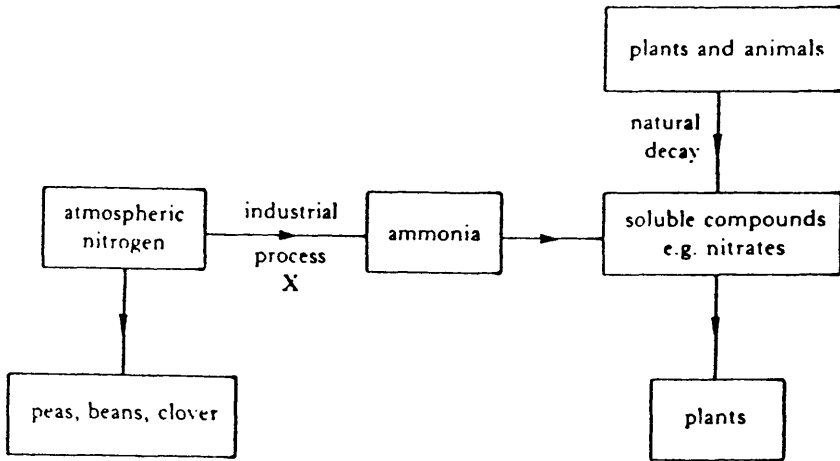 plants and animals
natural
decay
atmospheric
nitrogen
industrial
process
X
ammonia
soluble compounds
e.g. nitrates
peas, beans, clover
plants